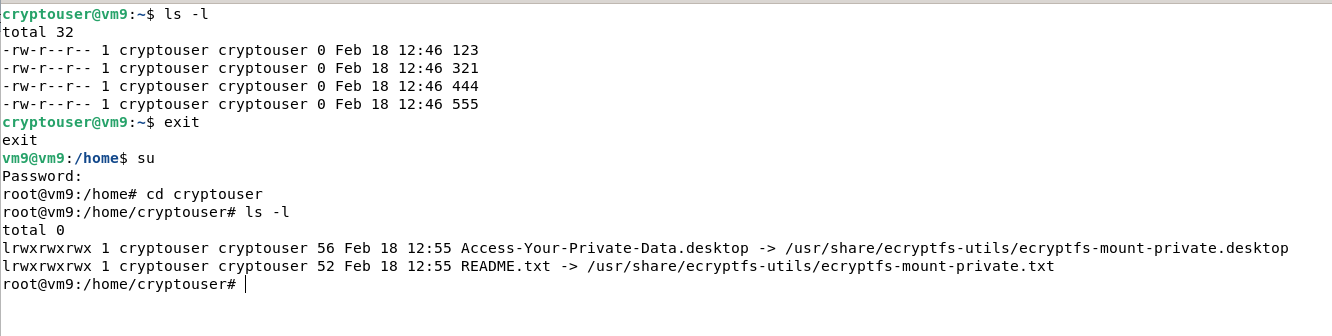 cryptouser@vm9:~$ ls -l
total 32
-rw-r--r-- 1 cryptouser cryptouser 0 Feb 18 12:46 123
-rw-r--r-- 1 cryptouser cryptouser 0 Feb 18 12:46 321
-rw-r--r-- 1 cryptouser cryptouser 0 Feb 18 12:46 444
-rw-r--r-- 1 cryptouser cryptouser 0 Feb 18 12:46 555
cryptouser@vm9:~$ exit
exit
vm9@vm9:/home$ su
Password:
root@vm9:/home# cd cryptouser
root@vm9:/home/cryptouser# ls -l
total 0
lrwxrwxrwx 1 cryptouser cryptouser 56 Feb 18 12:55 Access-Your-Private-Data.desktop -> /usr/share/ecryptfs-utils/ecryptfs-mount-private.desktop
lrwxrwxrwx 1 cryptouser cryptouser 52 Feb 18 12:55 README.txt -> /usr/share/ecryptfs-utils/ecryptfs-mount-private.txt
root@vm9:/home/cryptouser#